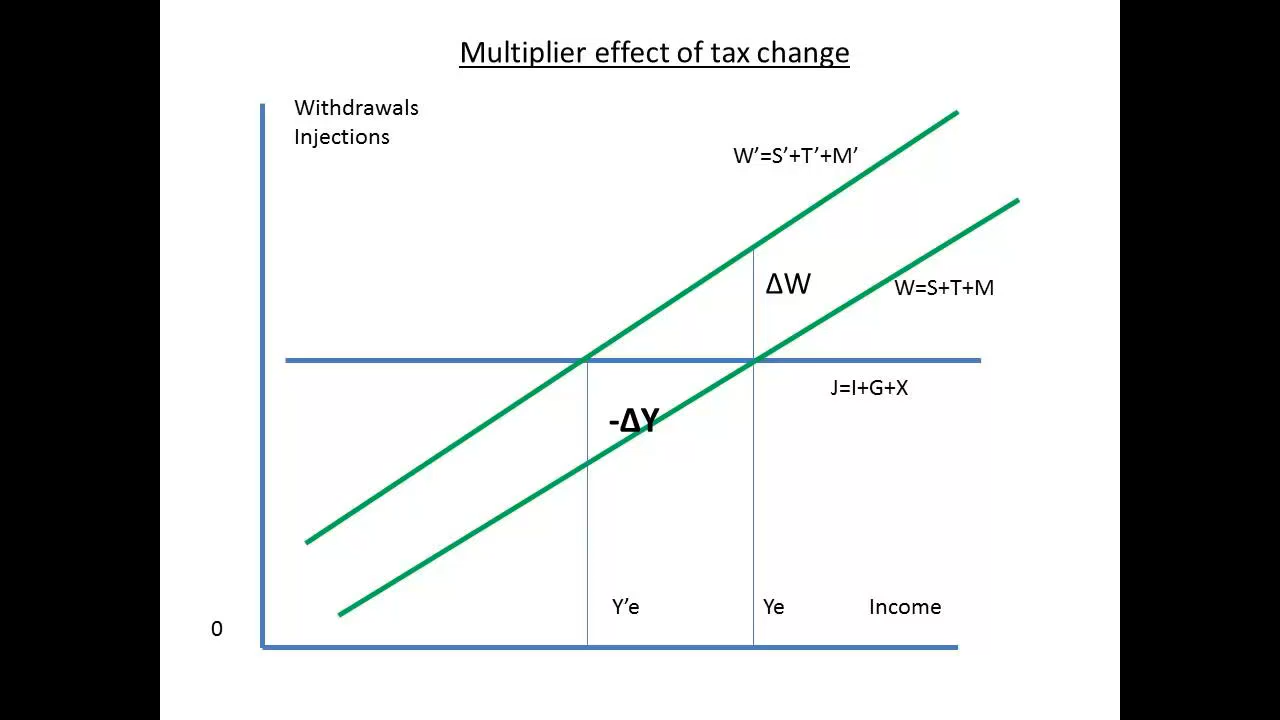 Multiplier effect of tax change
Withdrawals
Injections
W’=S’+T’+M’
ΔW
W=S+T+M
J=I+G+X
-ΔY
Y’e
Ye
Income
0